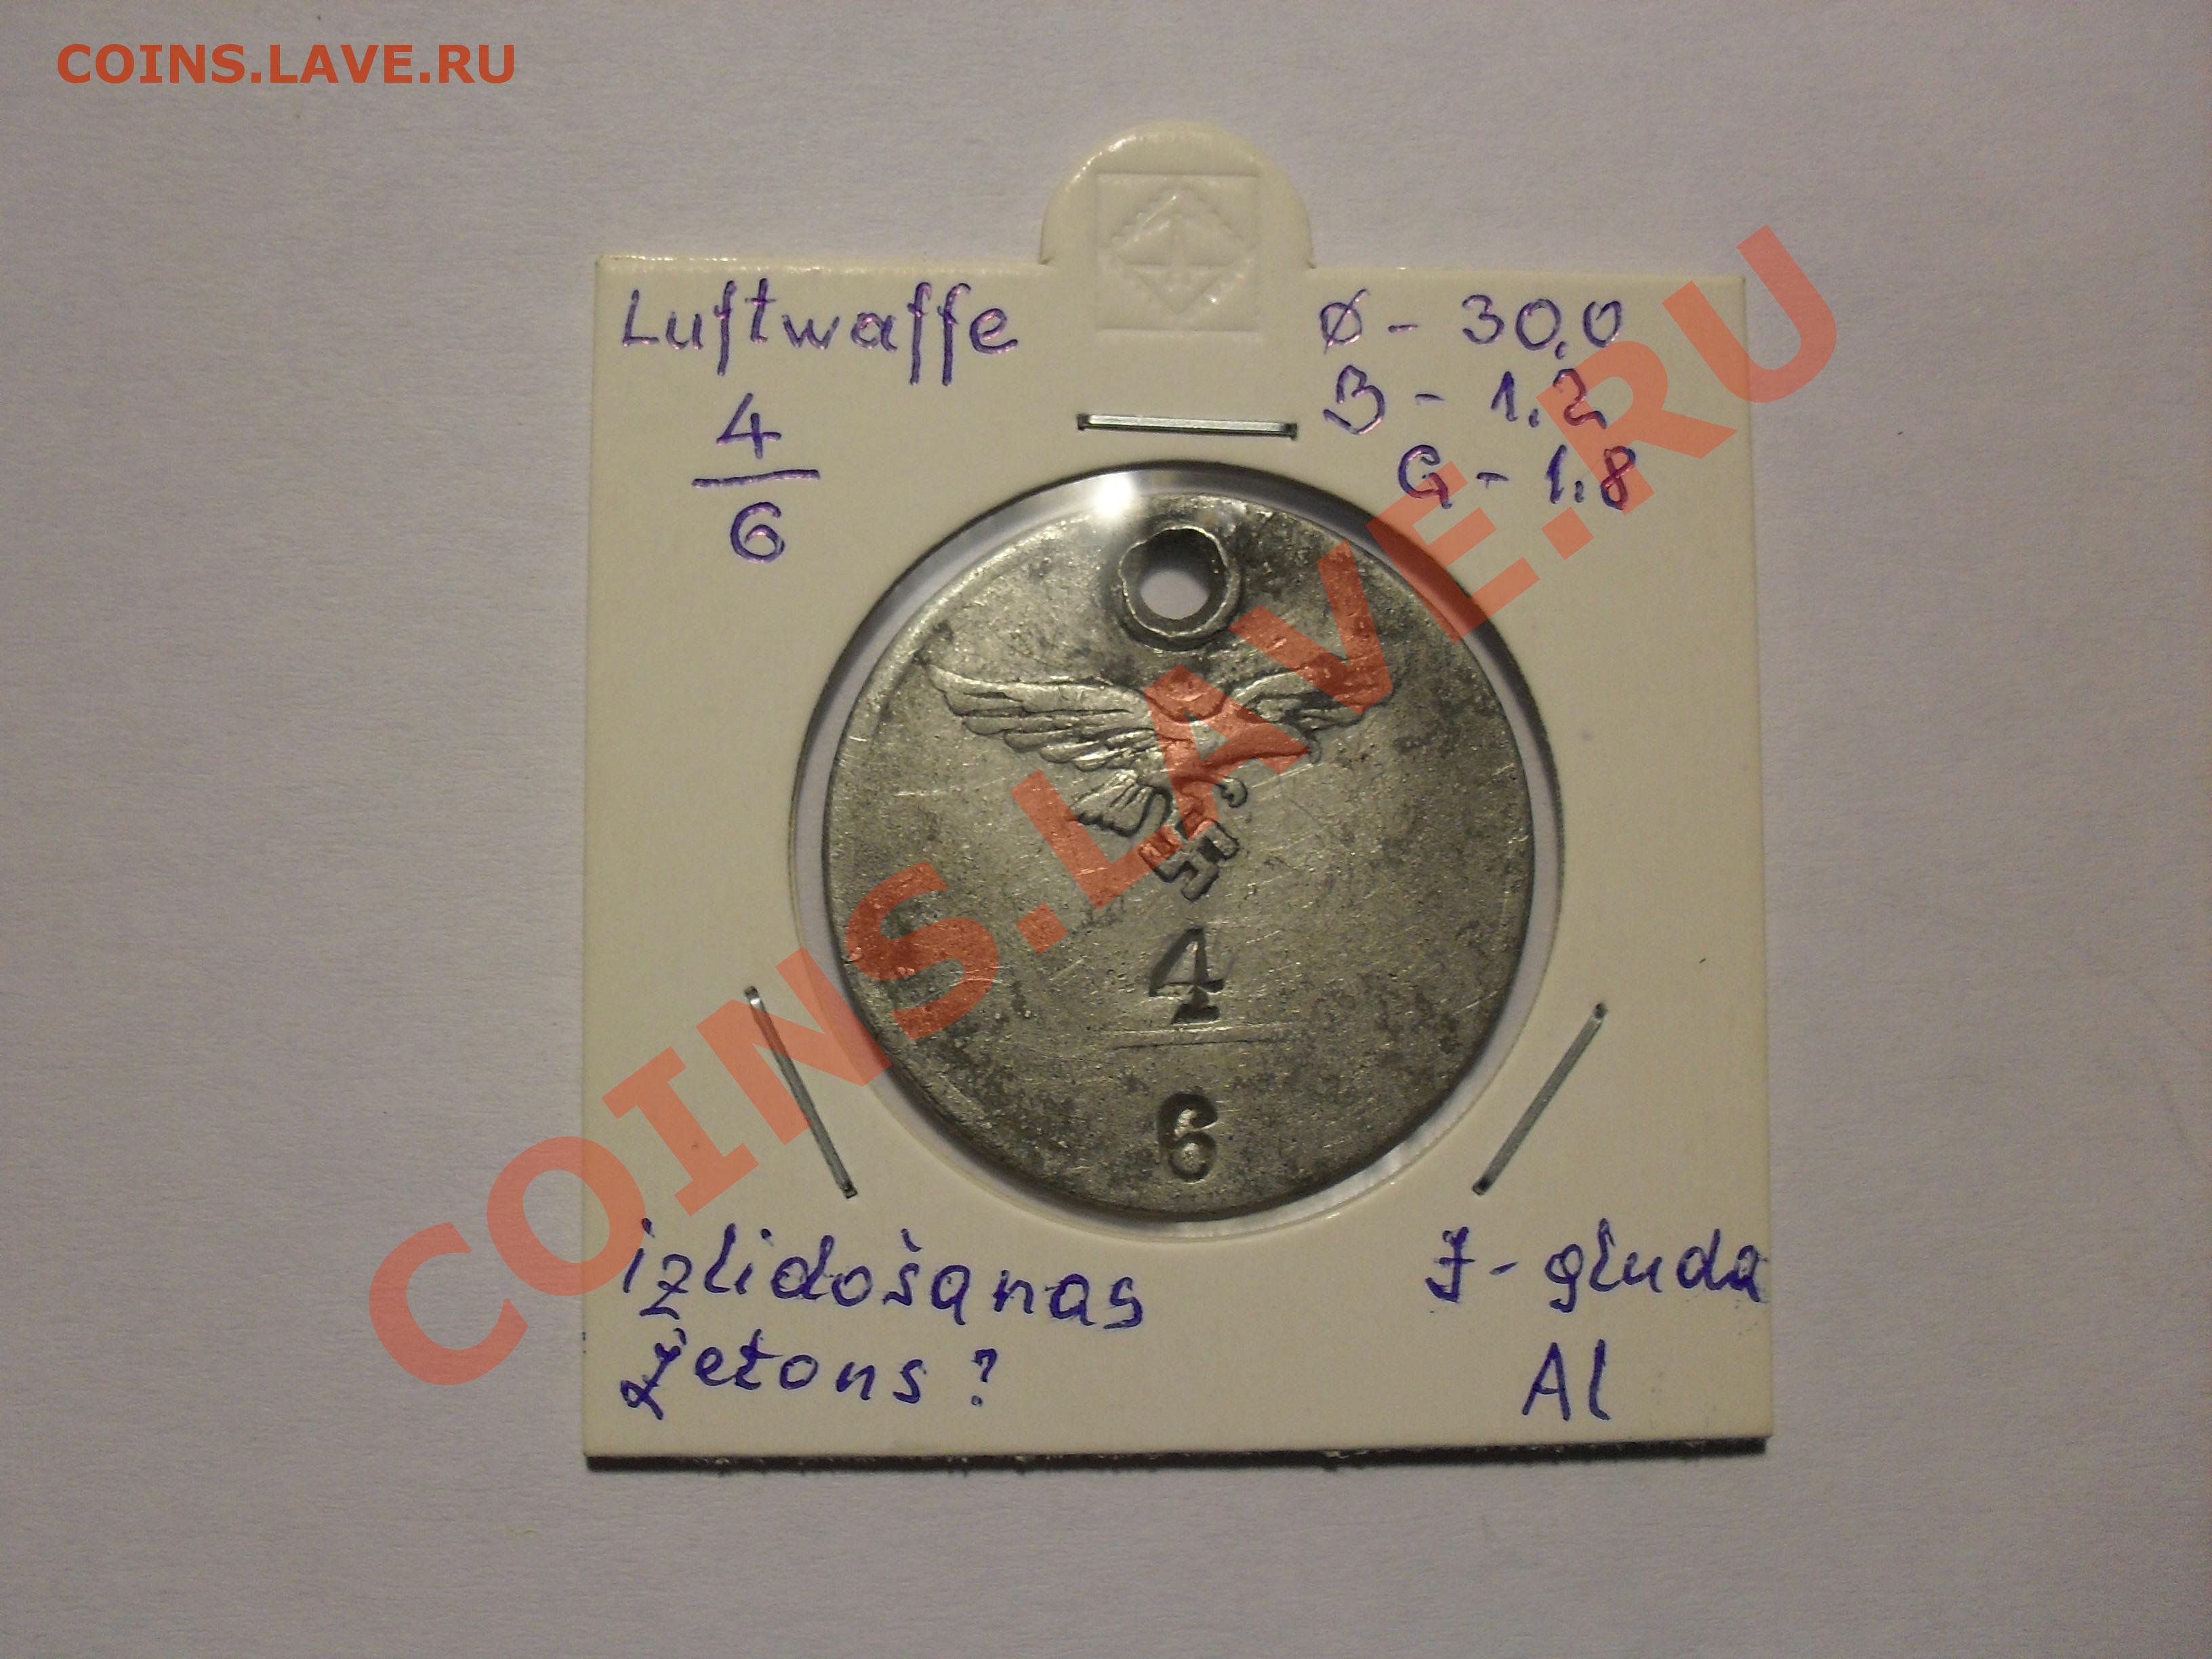 COINS.LAVE.RU
Luftwaffe
4
6
Ø - 30,0
B - 1.2
G - 1.8
4
6
izlidošanas
žetons?
J - gluda
Al
COINS.LAVE.RU